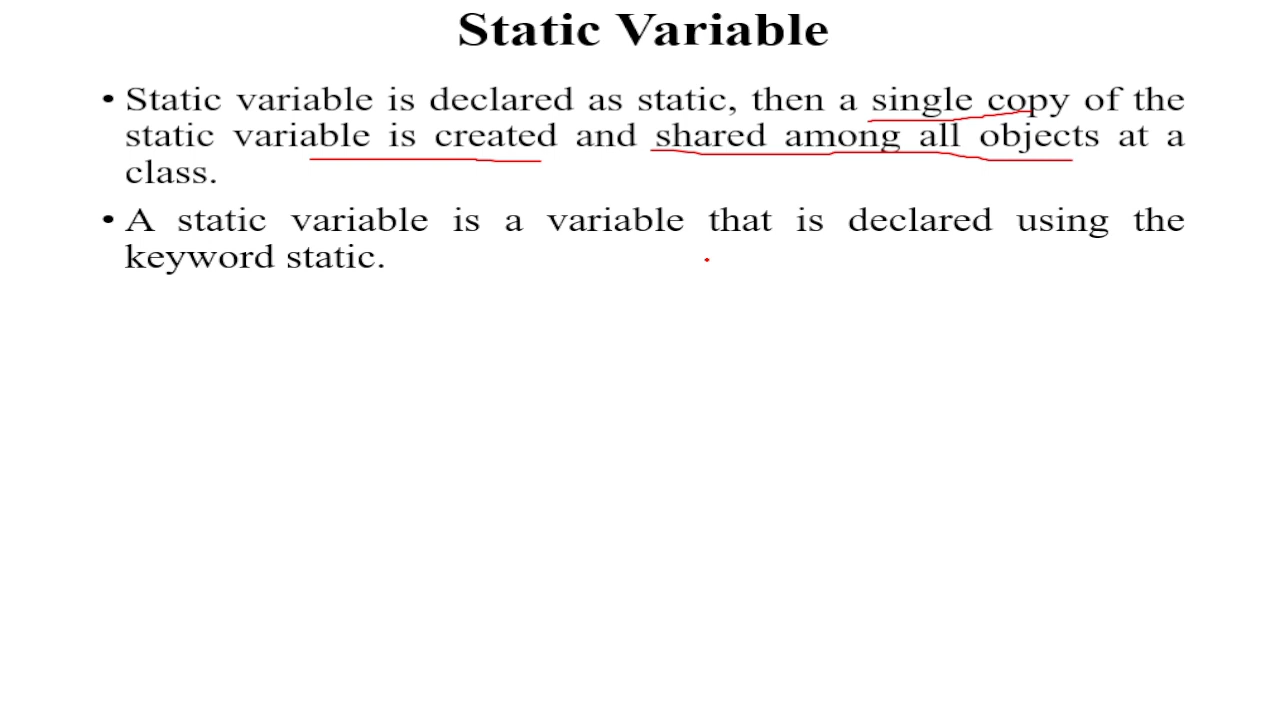 Static Variable
• Static variable is declared as static, then a single copy of the
static variable is created and shared among all objects at a
class.
• A static variable is a variable that is declared using the
keyword static.